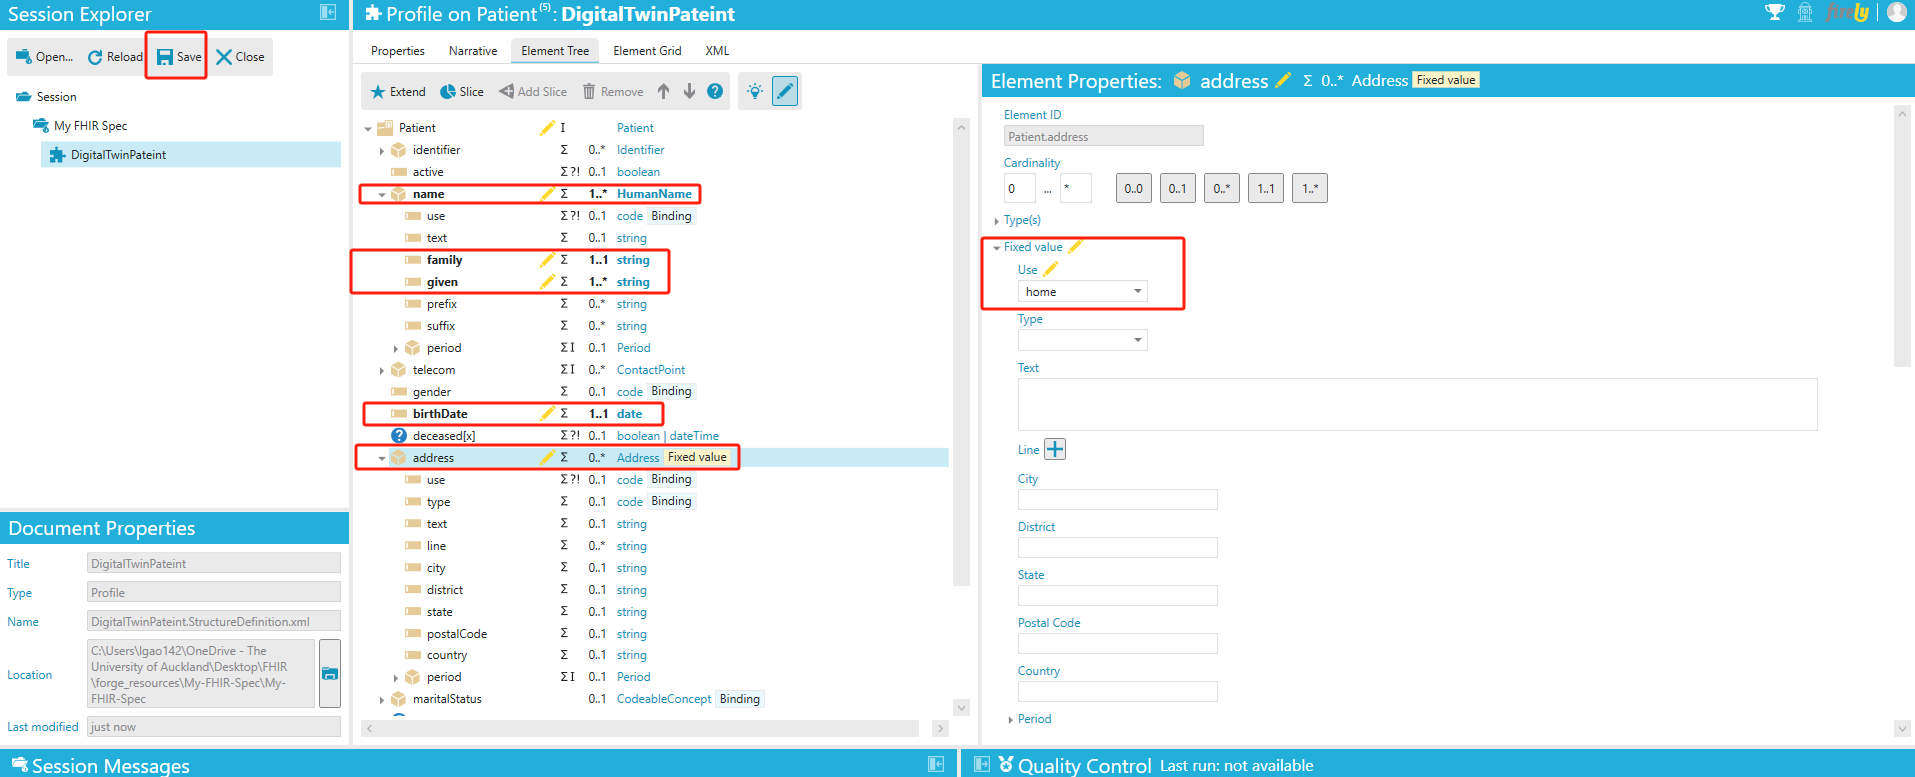 Session Explorer
Open...
Reload
Save
Close
Session
My FHIR Spec
DigitalTwinPateint
Document Properties
Title
DigitalTwinPateint
Type
Profile
Name
DigitalTwinPateint.StructureDefinition.xml
Location
C:\Users\lgao142\OneDrive - The
University of Auckland\Desktop\FHIR
\forge_resources\My-FHIR-Spec\My-
FHIR-Spec
Last modified
just now
Profile on Patient (5) : DigitalTwinPateint
firely
Properties
Narrative
Element Tree
Element Grid
XML
Extend
Slice
Add Slice
Remove
Patient I Patient
identifier Σ 0..* Identifier
active Σ ?! 0..1 boolean
name Σ 1..* HumanName
use Σ ?! 0..1 code Binding
text Σ 0..1 string
family Σ 1..1 string
given Σ 1..* string
prefix Σ 0..* string
suffix Σ 0..* string
period Σ I 0..1 Period
telecom Σ I 0..* ContactPoint
gender Σ 0..1 code Binding
birthDate Σ 1..1 date
deceased[x] Σ ?! 0..1 boolean | dateTime
address Σ 0..* Address Fixed value
use Σ ?! 0..1 code Binding
type Σ 0..1 code Binding
text Σ 0..1 string
line Σ 0..* string
city Σ 0..1 string
district Σ 0..1 string
state Σ 0..1 string
postalCode Σ 0..1 string
country Σ 0..1 string
period Σ I 0..1 Period
maritalStatus 0..1 CodeableConcept Binding
Element Properties: address Σ 0..* Address Fixed value
Element ID
Patient.address
Cardinality
0 ... * 0..0 0..1 0..* 1..1 1..*
Type(s)
Fixed value
Use
home
Type
Text
Line
City
District
State
Postal Code
Country
Period
Session Messages
Quality Control Last run: not available